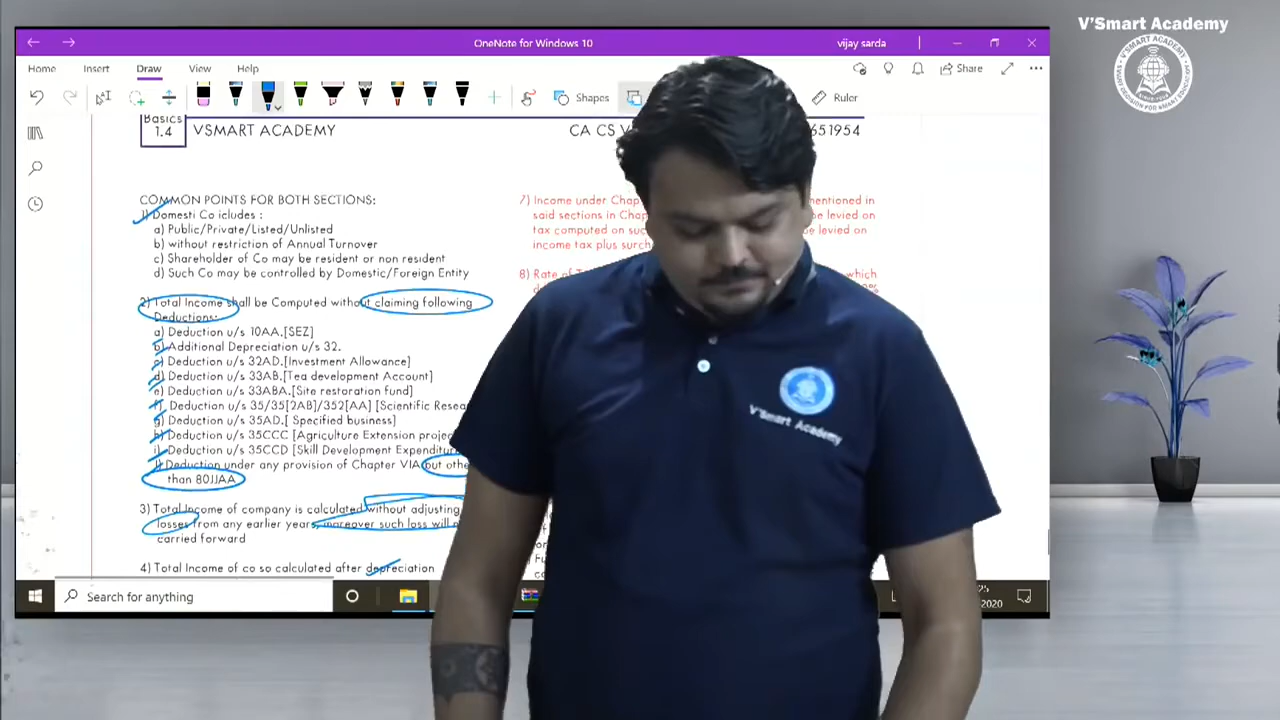 V'Smart Academy
OneNote for Windows 10
vijay sarda
Home Insert Draw View Help
Share
Shapes
Ruler
Basics
1.4
VSMART ACADEMY
CA CS V
651954
COMMON POINTS FOR BOTH SECTIONS:
1) Domesti Co icludes :
a) Public/Private/Listed/Unlisted
b) without restriction of Annual Turnover
c) Shareholder of Co may be resident or non resident
d) Such Co may be controlled by Domestic/Foreign Entity
2) Total Income shall be Computed without claiming following
Deductions:
a) Deduction u/s 10AA.[SEZ]
b) Additional Depreciation u/s 32.
c) Deduction u/s 32AD.[Investment Allowance]
d) Deduction u/s 33AB.[Tea development Account]
e) Deduction u/s 33ABA.[Site restoration fund]
f) Deduction u/s 35/35[2AB]/352[AA] [Scientific Resea
g) Deduction u/s 35AD.[ Specified business]
h) Deduction u/s 35CCC [Agriculture Extension projec
i) Deduction u/s 35CCD [Skill Development Expenditur
Deduction under any provision of Chapter VIA but othe
than 80JJAA
3) Total Income of company is calculated without adjusting
losses from any earlier years, moreover such loss will
carried forward
4) Total Income of co so calculated after depreciation
7) Income under Chap mentioned in
said sections in Chap be levied on
tax computed on suc be levied on
income tax plus surch
8) Rate of T which
Search for anything
2020
V'Smart Academy